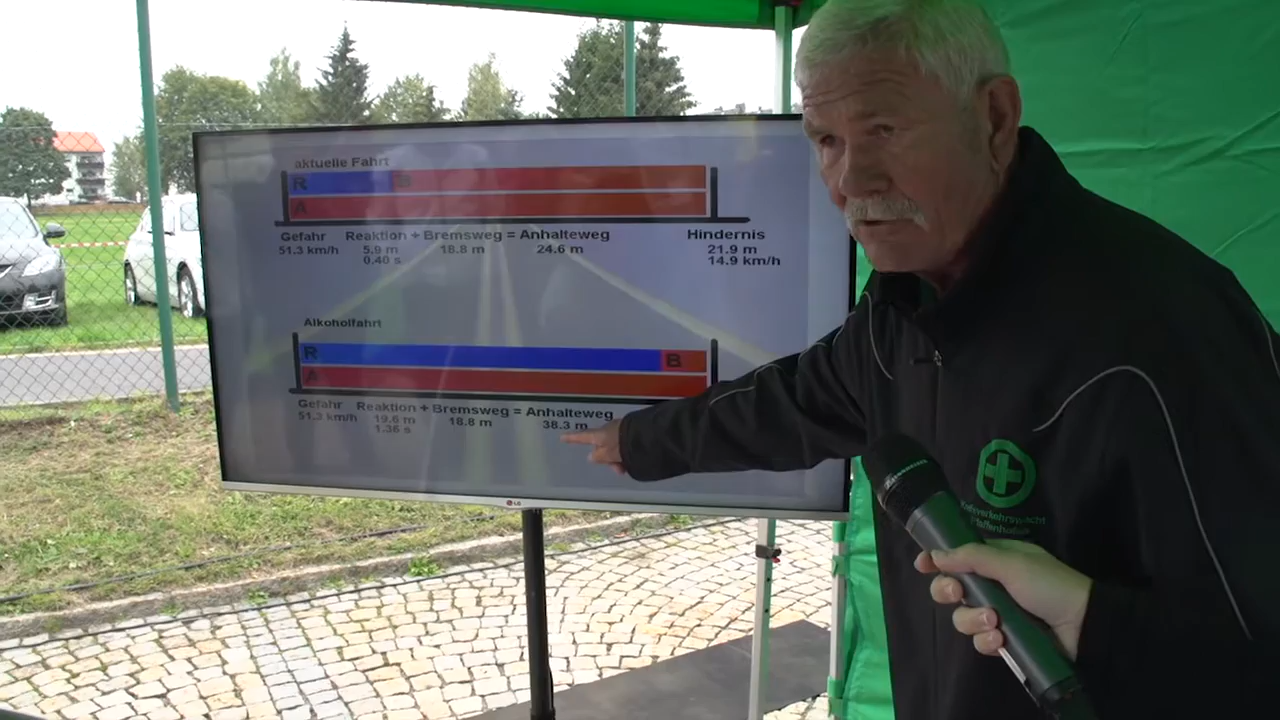 aktuelle Fahrt
R B
A
Gefahr Reaktion + Bremsweg = Anhalteweg Hindernis
51.3 km/h 5.9 m 18.8 m 24.6 m 21.9 m
0.40 s 14.9 km/h
Alkoholfahrt
R B
A
Gefahr Reaktion + Bremsweg = Anhalteweg
51.3 km/h 19.6 m 18.8 m 38.3 m
1.36 s
LG
Kreisverkehrswacht
Pfaffenhofen